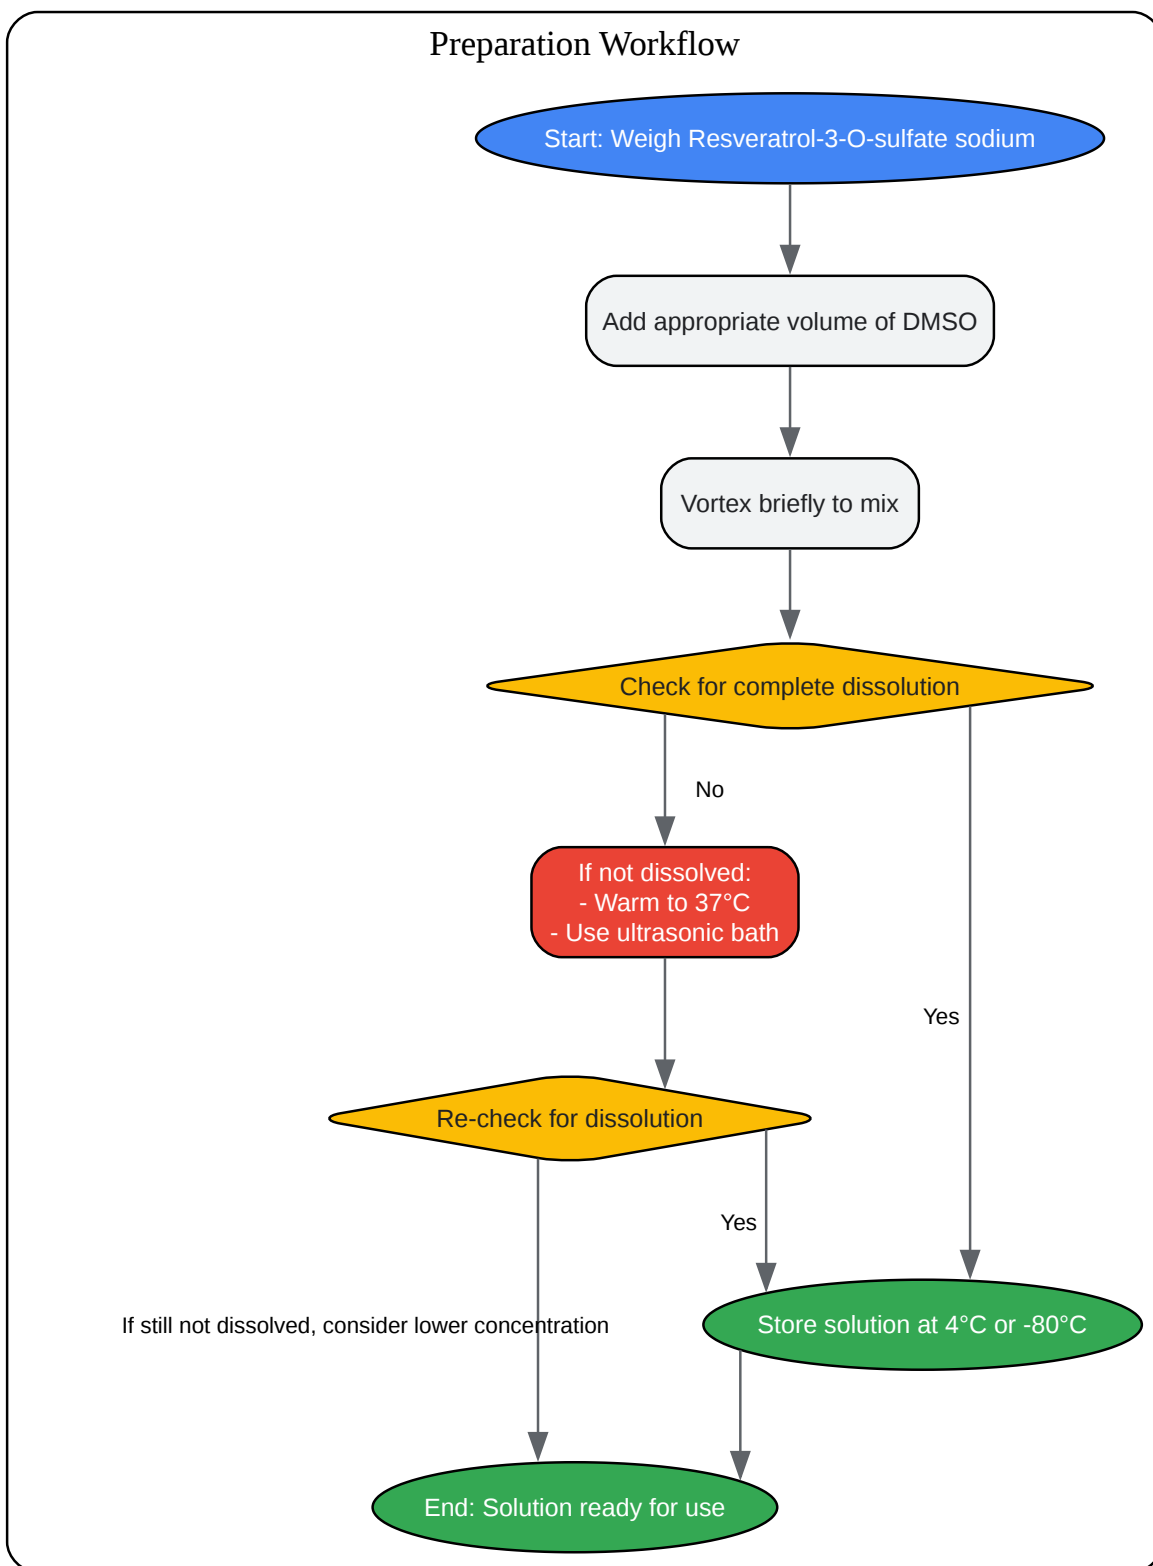 Preparation Workflow
Start: Weigh Resveratrol-3-O-sulfate sodium
Add appropriate volume of DMSO
Vortex briefly to mix
Check for complete dissolution
No
If not dissolved:
- Warm to 37°C
- Use ultrasonic bath
Yes
Re-check for dissolution
Yes
If still not dissolved, consider lower concentration
Store solution at 4°C or -80°C
End: Solution ready for use